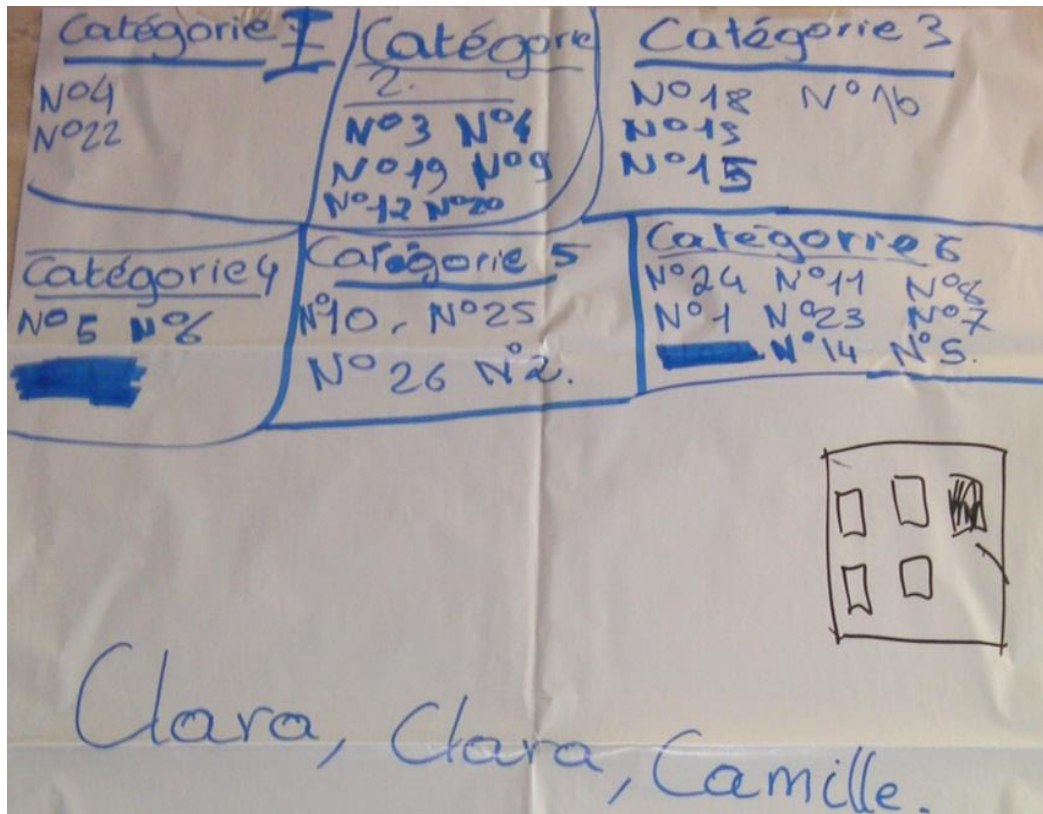 Catégorie I
N°4
N°22
Catégorie
2.
N°3
N°19 N°9
N°12 N°20
Catégorie 3
N°18 N°16
N°15
Catégorie 4
N°5 N°6
Catégorie 5
N°10, N°25
N°26 N°2.
Catégorie 6
N°24 N°11 N°8
N°1 N°23 N°7
N°14 N°5.
Clara, Clara, Camille.